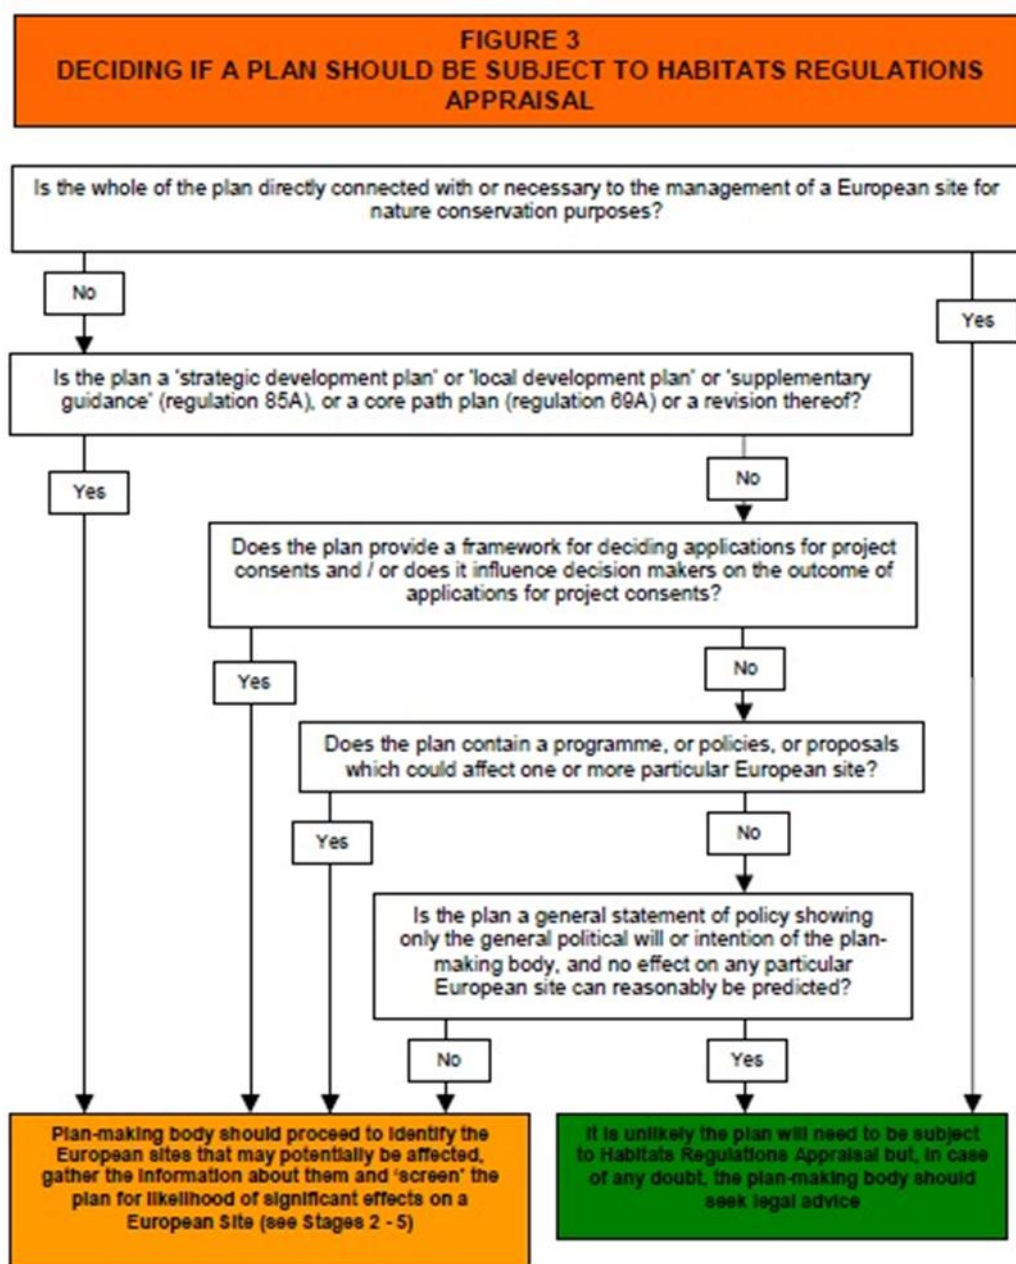 FIGURE 3
DECIDING IF A PLAN SHOULD BE SUBJECT TO HABITATS REGULATIONS
APPRAISAL
Is the whole of the plan directly connected with or necessary to the management of a European site for
nature conservation purposes?
No
Yes
Is the plan a 'strategic development plan' or 'local development plan' or 'supplementary
guidance' (regulation 85A), or a core path plan (regulation 69A) or a revision thereof?
Yes
No
Does the plan provide a framework for deciding applications for project
consents and / or does it influence decision makers on the outcome of
applications for project consents?
Yes
No
Does the plan contain a programme, or policies, or proposals
which could affect one or more particular European site?
Yes
No
Is the plan a general statement of policy showing
only the general political will or intention of the plan-
making body, and no effect on any particular
European site can reasonably be predicted?
No
Yes
Plan-making body should proceed to identify the
European sites that may potentially be affected,
gather the information about them and 'screen' the
plan for likelihood of significant effects on a
European Site (see Stages 2 - 5)
It is unlikely the plan will need to be subject
to Habitats Regulations Appraisal but, in case
of any doubt, the plan-making body should
seek legal advice